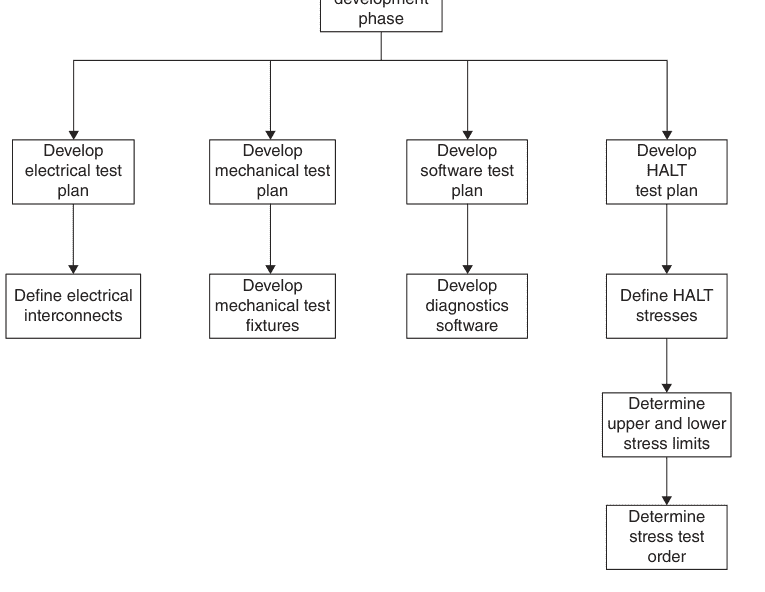 development
phase
Develop
electrical test
plan
Develop
mechanical test
plan
Develop
software test
plan
Develop
HALT
test plan
Define electrical
interconnects
Develop
mechanical test
fixtures
Develop
diagnostics
software
Define HALT
stresses
Determine
upper and lower
stress limits
Determine
stress test
order